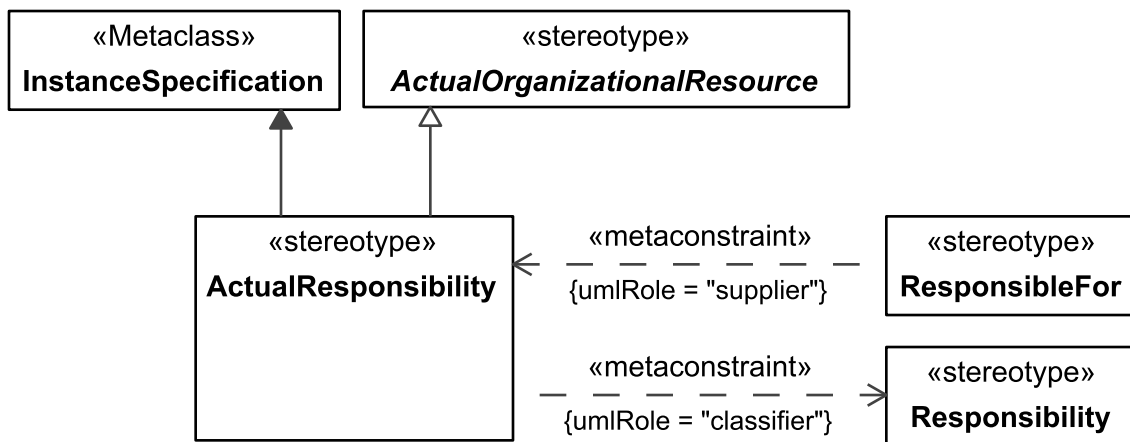 «Metaclass»
InstanceSpecification
«stereotype»
ActualOrganizationalResource
«stereotype»
ActualResponsibility
«metaconstraint»
{umlRole = "supplier"}
«stereotype»
ResponsibleFor
«metaconstraint»
{umlRole = "classifier"}
«stereotype»
Responsibility